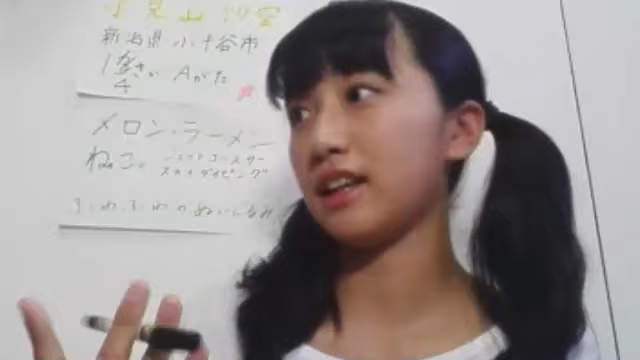 新潟県小千谷市
Aがた
メロン・ラーメン
ねこ。
ジェットコースター
スカイダイビング
ふわふわのぬいぐるみ